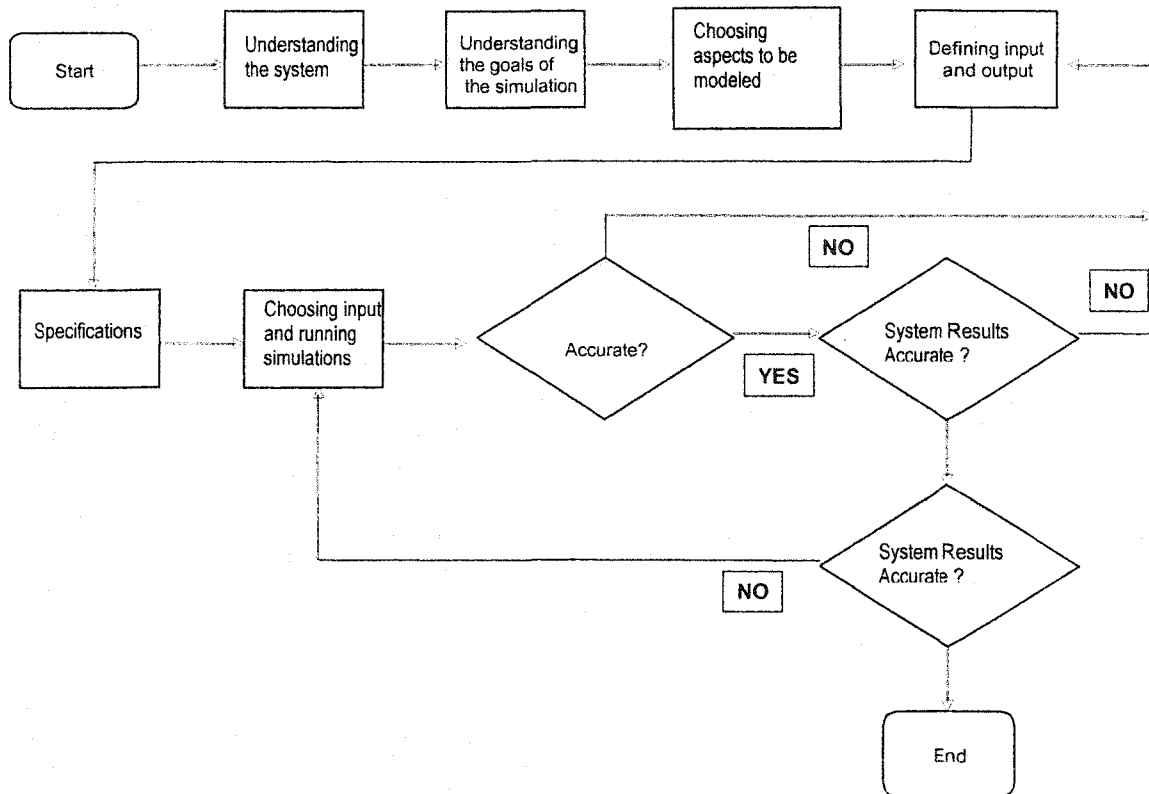 Start
Understanding
the system
Understanding
the goals of
the simulation
Choosing
aspects to be
modeled
Defining input
and output
NO
NO
Specifications
Choosing input
and running
simulations
Accurate?
YES
System Results
Accurate ?
System Results
Accurate ?
NO
End